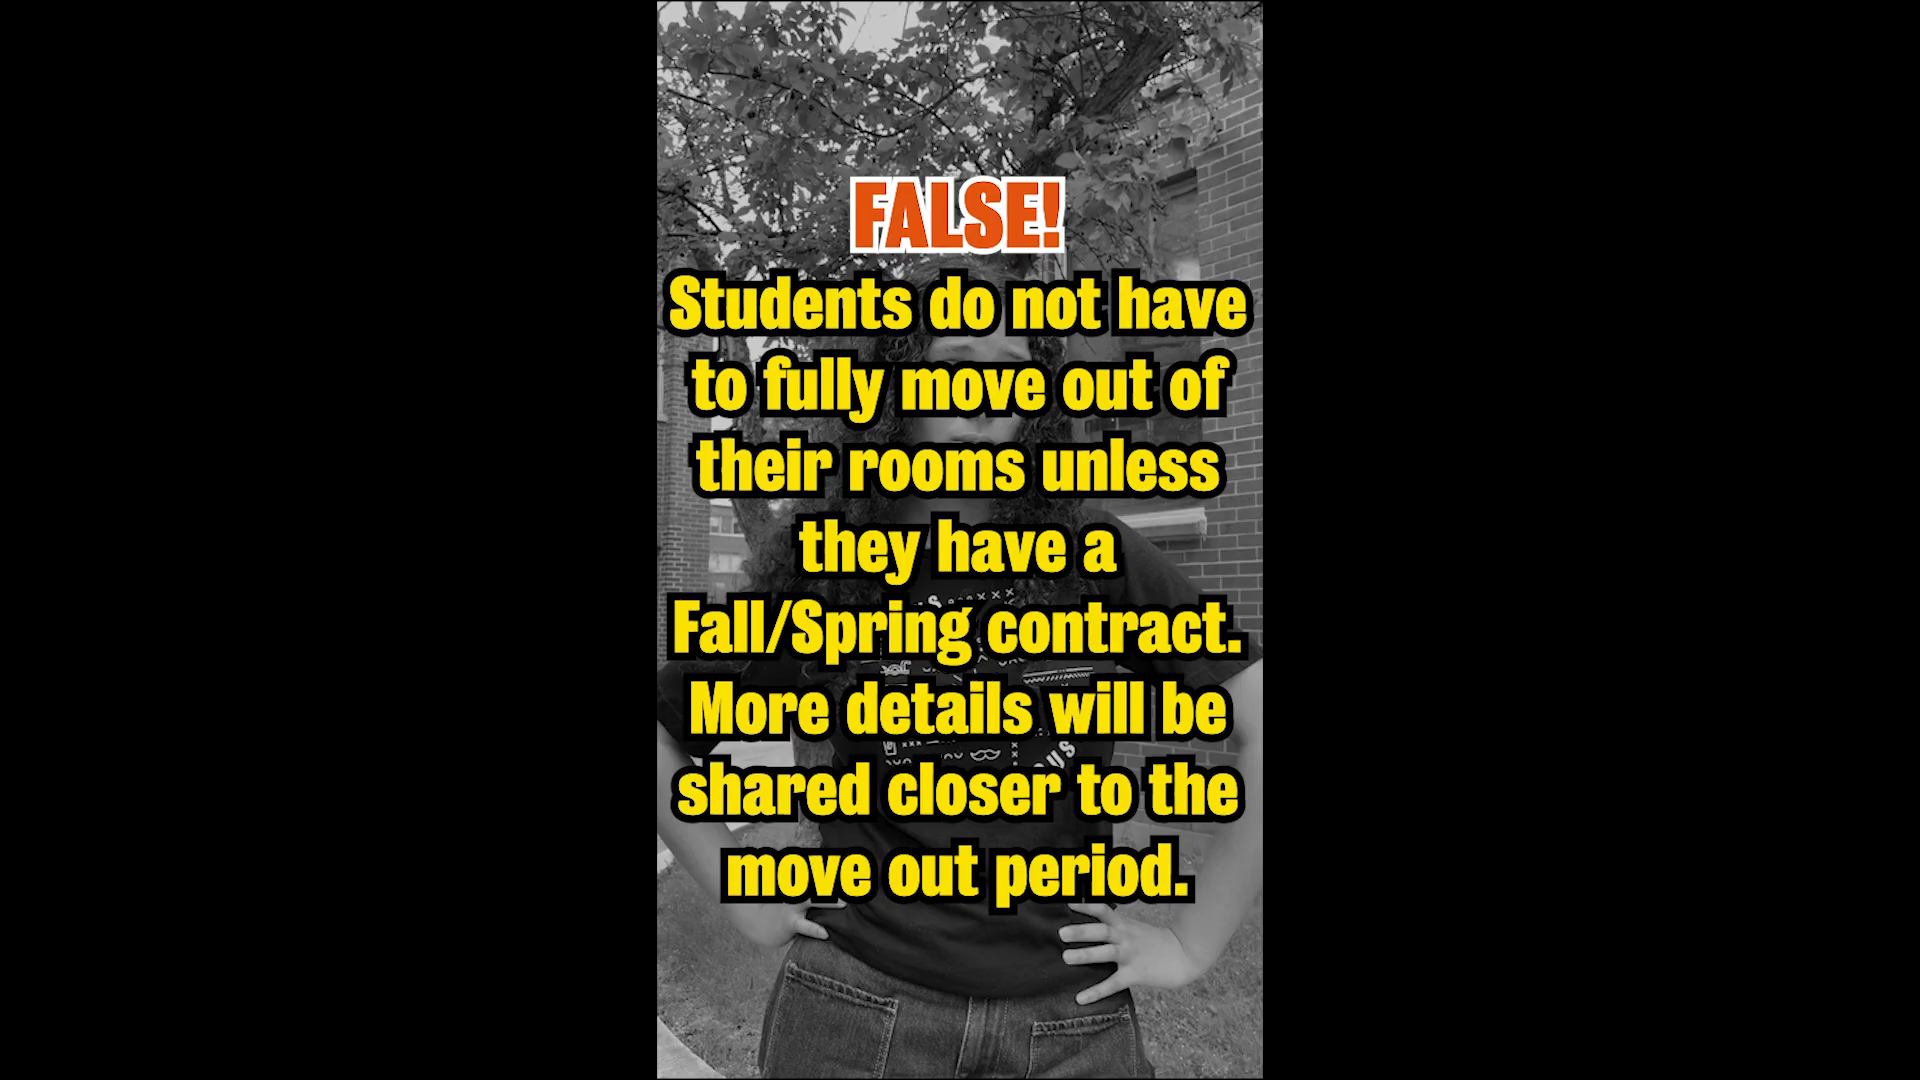 FALSE!
Students do not have
to fully move out of
their rooms unless
they have a
Fall/Spring contract.
More details will be
shared closer to the
move out period.